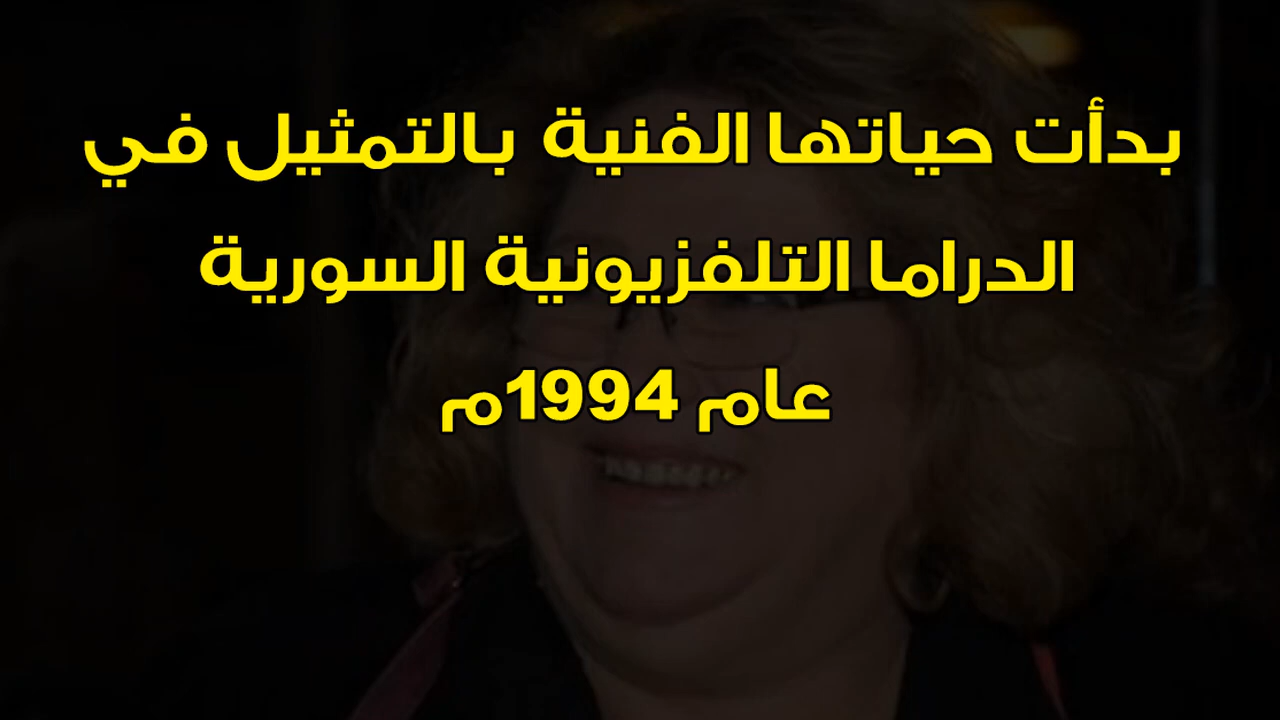 بدأت حياتها الفنية بالتمثيل في
الدراما التلفزيونية السورية
عام 1994م